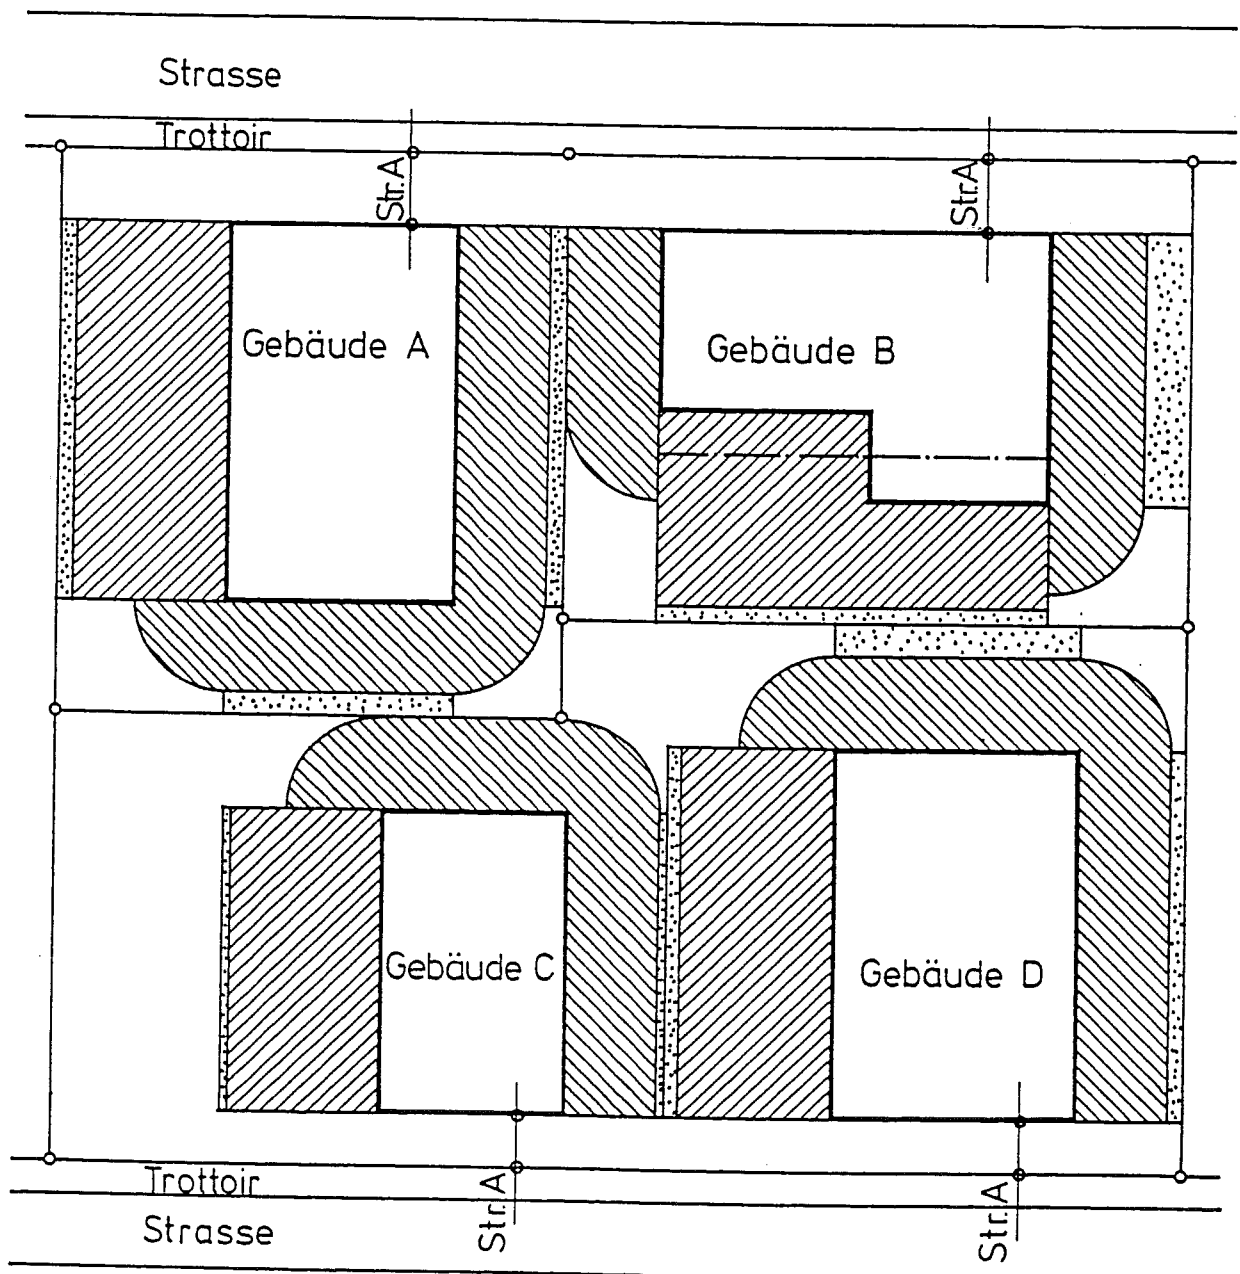 Strasse
Trottoir
Str.A
Str.A
Gebäude A
Gebäude B
Gebäude C
Gebäude D
Trottoir
Str.A
Str.A
Strasse